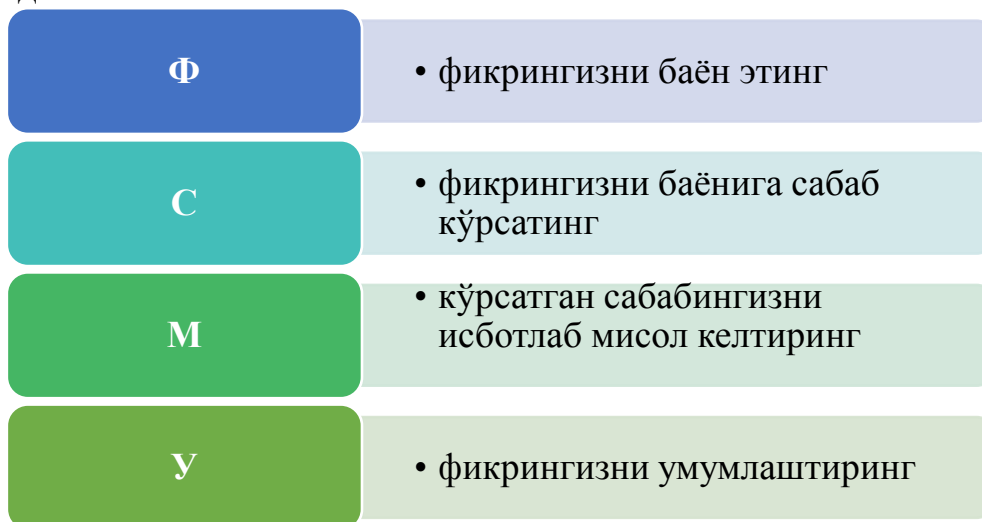 Ф
• фикрингизни баён этинг
С
• фикрингизни баёнига сабаб
кўрсатинг
М
• кўрсатган сабабингизни
исботлаб мисол келтиринг
У
• фикрингизни умумлаштиринг